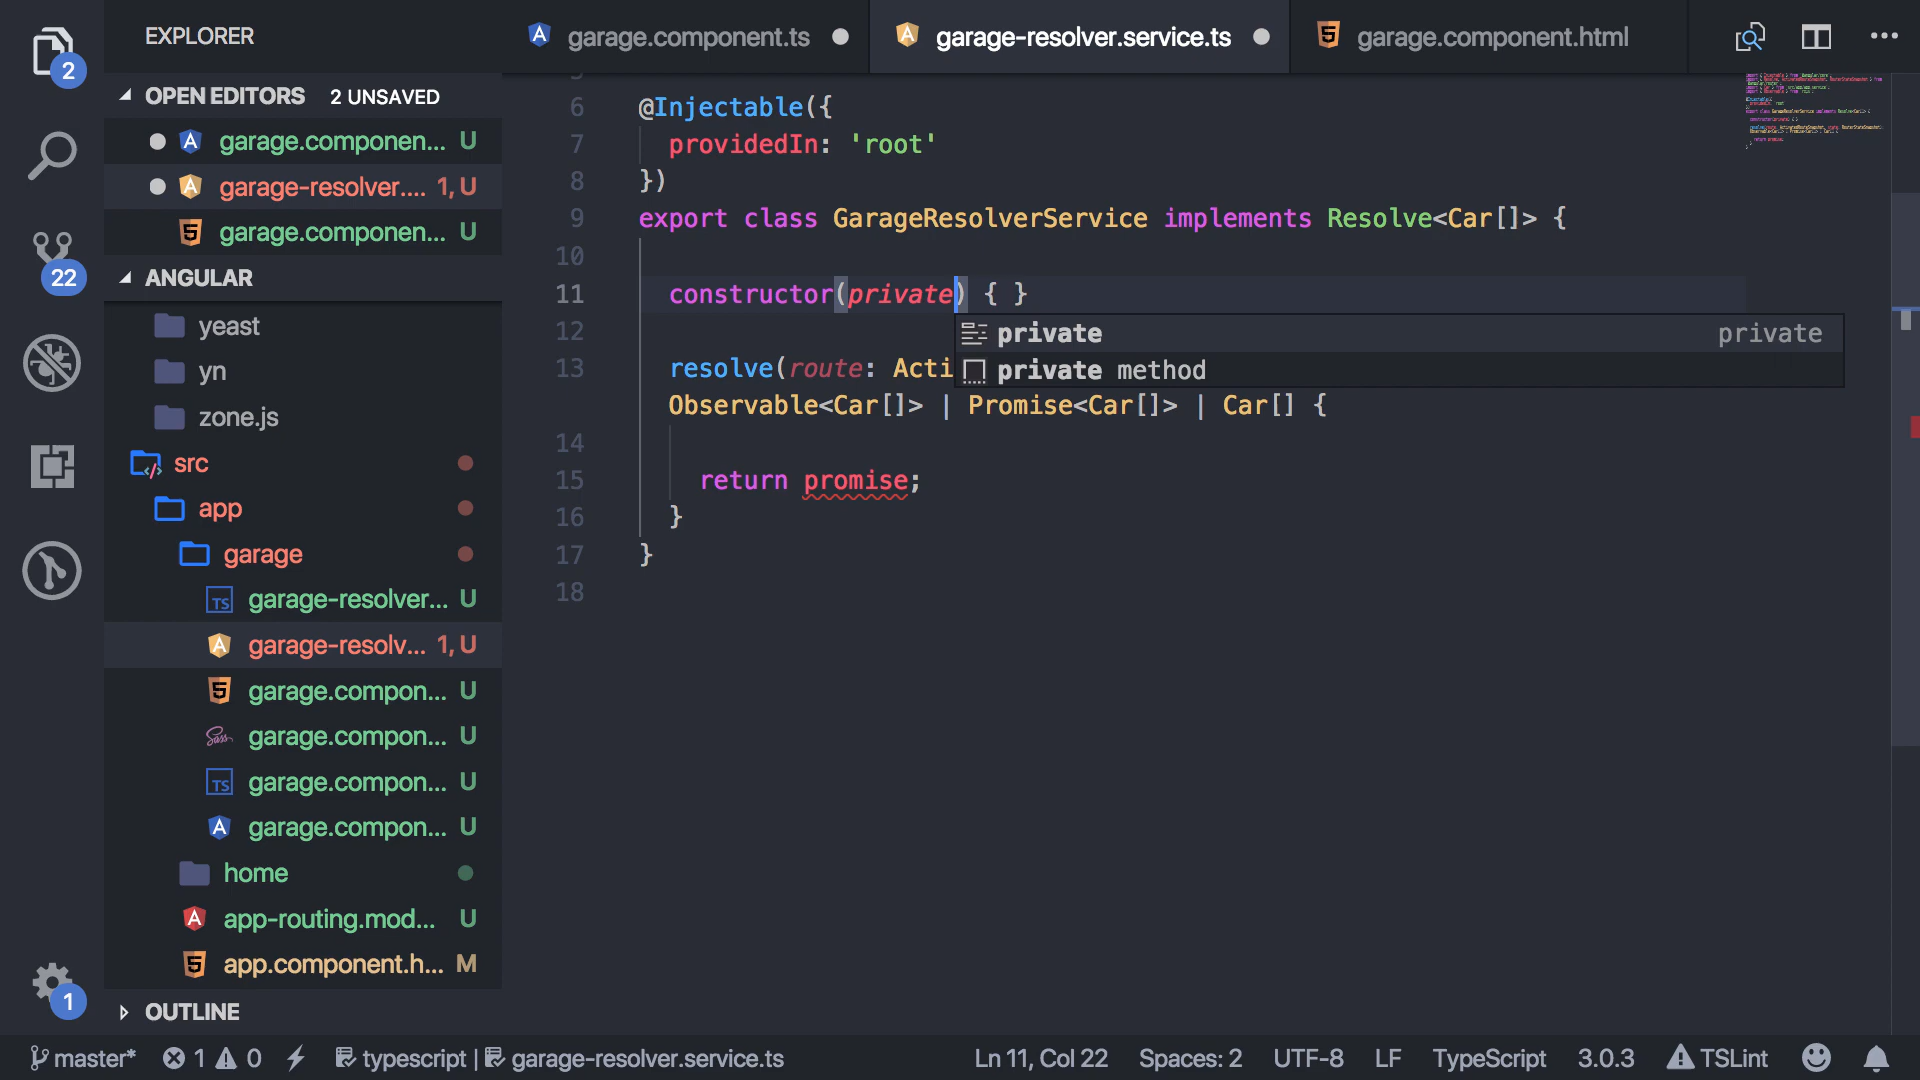 EXPLORER
2
OPEN EDITORS 2 UNSAVED
garage.componen... U
garage-resolver.... 1, U
garage.componen... U
22
ANGULAR
yeast
yn
zone.js
src
app
garage
garage-resolver... U
garage-resolv... 1, U
garage.compon... U
garage.compon... U
TS garage.compon... U
garage.compon... U
home
app-routing.mod... U
app.component.h... M
1
OUTLINE
garage.component.ts
garage-resolver.service.ts
garage.component.html
6 @Injectable({
7 providedIn: 'root'
8 })
9 export class GarageResolverService implements Resolve<Car[]> {
10
11 constructor(private) { }
private private
private method
12
13 resolve(route: Acti
Observable<Car[]> | Promise<Car[]> | Car[] {
14
15 return promise;
16 }
17 }
18
master* 1 0 typescript | garage-resolver.service.ts Ln 11, Col 22 Spaces: 2 UTF-8 LF TypeScript 3.0.3 TSLint